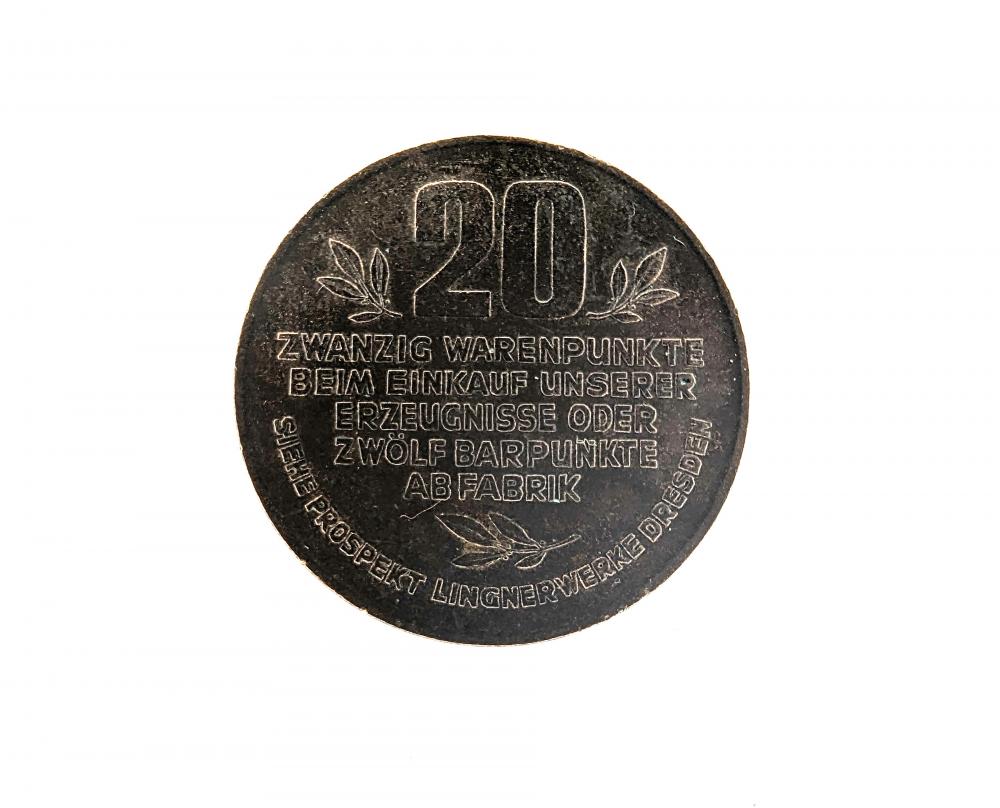 20
ZWANZIG WARENPUNKTE
BEIM EINKAUF UNSERER
ERZEUGNISSE ODER
ZWÖLF BARPUNKTE
AB FABRIK
SIEHE PROSPEKT LINGNERWERKE DRESDEN